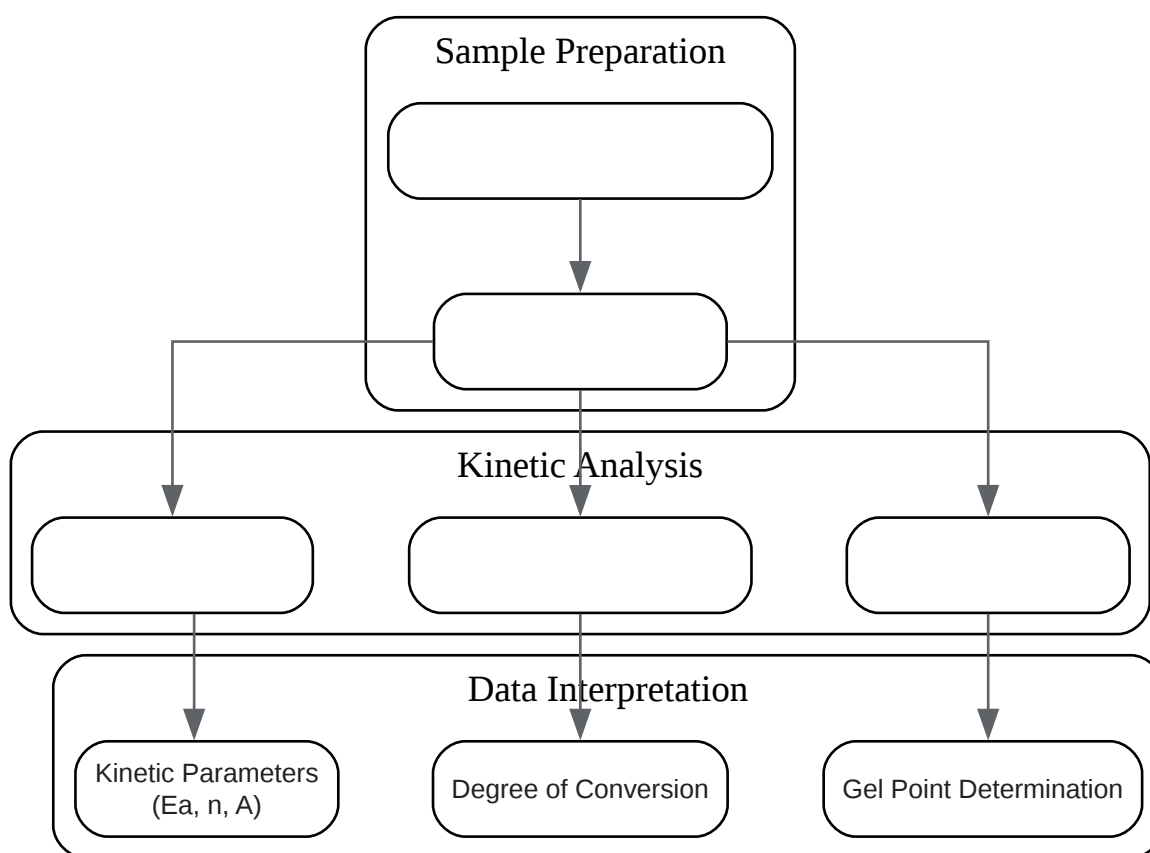 Sample Preparation
Kinetic Analysis
Data Interpretation
Kinetic Parameters
(Ea, n, A)
Degree of Conversion
Gel Point Determination